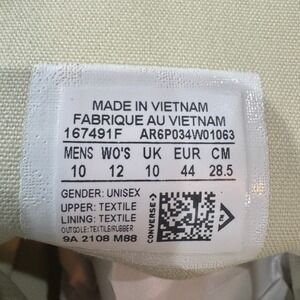 MADE IN VIETNAM
FABRIQUE AU VIETNAM
167491F AR6P034W01063
MENS WO'S UK EUR CM
10 12 10 44 28.5
GENDER: UNISEX
UPPER: TEXTILE
LINING: TEXTILE
OUTSOLE: TEXTILE/RUBBER
9A 2108 M88
CONVERSE